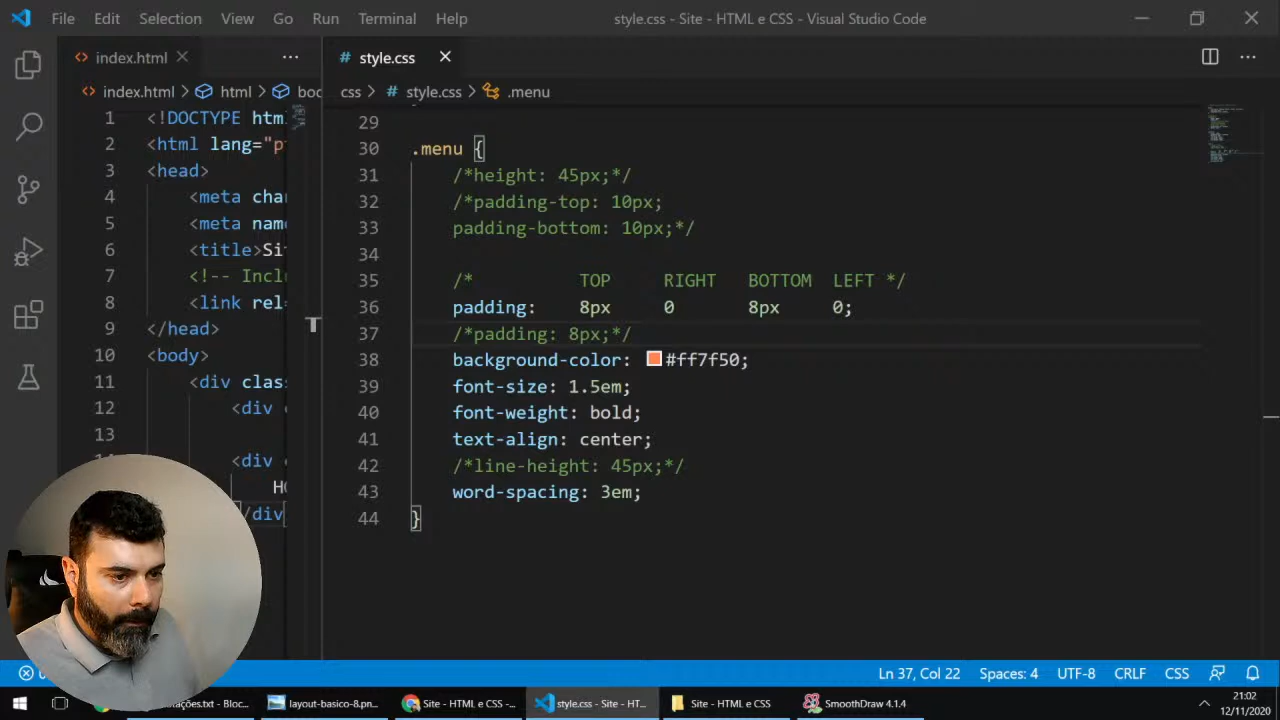 File Edit Selection View Go Run Terminal Help style.css - Site - HTML e CSS - Visual Studio Code
index.html
style.css
index.html > html >
css > # style.css > .menu
1 <!DOCTYPE
2 <html lang="p
3 <head>
4 <meta
5 <meta
6 <title>
7 <!--
8 <link
9 </head>
10 <body>
11 <div
12 <div
13
<div
</div
29
30 .menu {
31 /*height: 45px;*/
32 /*padding-top: 10px;
33 padding-bottom: 10px;*/
34
35 /* TOP RIGHT BOTTOM LEFT */
36 padding: 8px 0 8px 0;
37 /*padding: 8px;*/
38 background-color: #ff7f50;
39 font-size: 1.5em;
40 font-weight: bold;
41 text-align: center;
42 /*line-height: 45px;*/
43 word-spacing: 3em;
44 }
Ln 37, Col 22 Spaces: 4 UTF-8 CRLF CSS
layout-basico-8.pn... Site - HTML e CSS -... style.css - Site - HT... Site - HTML e CSS SmoothDraw 4.1.4
21:02
12/11/2020